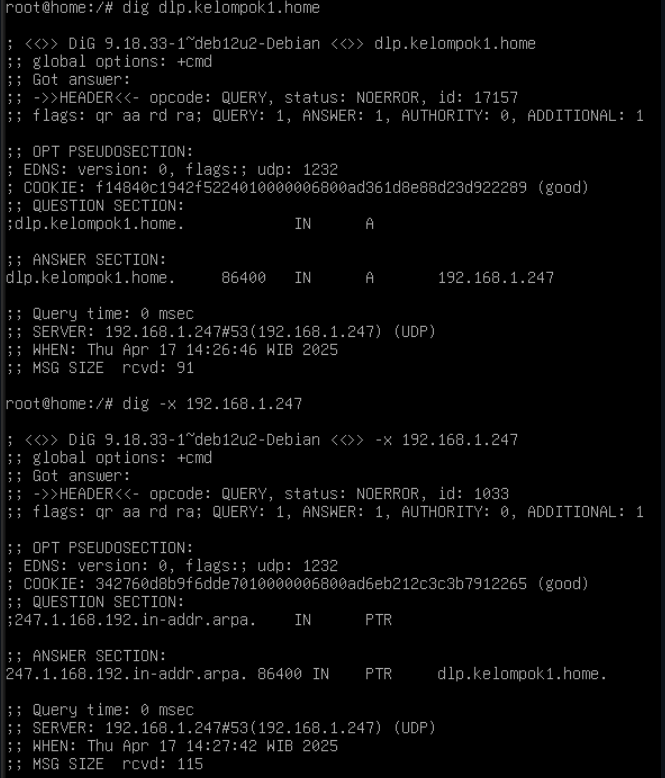 root@home:/# dig dlp.kelompok1.home
; <<>> DiG 9.18.33-1~deb12u2-Debian <<>> dlp.kelompok1.home
;; global options: +cmd
;; Got answer:
;; ->>HEADER<<- opcode: QUERY, status: NOERROR, id: 17157
;; flags: qr aa rd ra; QUERY: 1, ANSWER: 1, AUTHORITY: 0, ADDITIONAL: 1
;; OPT PSEUDOSECTION:
; EDNS: version: 0, flags:; udp: 1232
; COOKIE: f14840c1942f5224010000006800ad361d8e88d23d922289 (good)
;; QUESTION SECTION:
;dlp.kelompok1.home. IN A
;; ANSWER SECTION:
dlp.kelompok1.home. 86400 IN A 192.168.1.247
;; Query time: 0 msec
;; SERVER: 192.168.1.247#53(192.168.1.247) (UDP)
;; WHEN: Thu Apr 17 14:26:46 WIB 2025
;; MSG SIZE rcvd: 91
root@home:/# dig -x 192.168.1.247
; <<>> DiG 9.18.33-1~deb12u2-Debian <<>> -x 192.168.1.247
;; global options: +cmd
;; Got answer:
;; ->>HEADER<<- opcode: QUERY, status: NOERROR, id: 1033
;; flags: qr aa rd ra; QUERY: 1, ANSWER: 1, AUTHORITY: 0, ADDITIONAL: 1
;; OPT PSEUDOSECTION:
; EDNS: version: 0, flags:; udp: 1232
; COOKIE: 342760d8b9f6dde7010000006800ad6eb212c3c3b7912265 (good)
;; QUESTION SECTION:
;247.1.168.192.in-addr.arpa. IN PTR
;; ANSWER SECTION:
247.1.168.192.in-addr.arpa. 86400 IN PTR dlp.kelompok1.home.
;; Query time: 0 msec
;; SERVER: 192.168.1.247#53(192.168.1.247) (UDP)
;; WHEN: Thu Apr 17 14:27:42 WIB 2025
;; MSG SIZE rcvd: 115